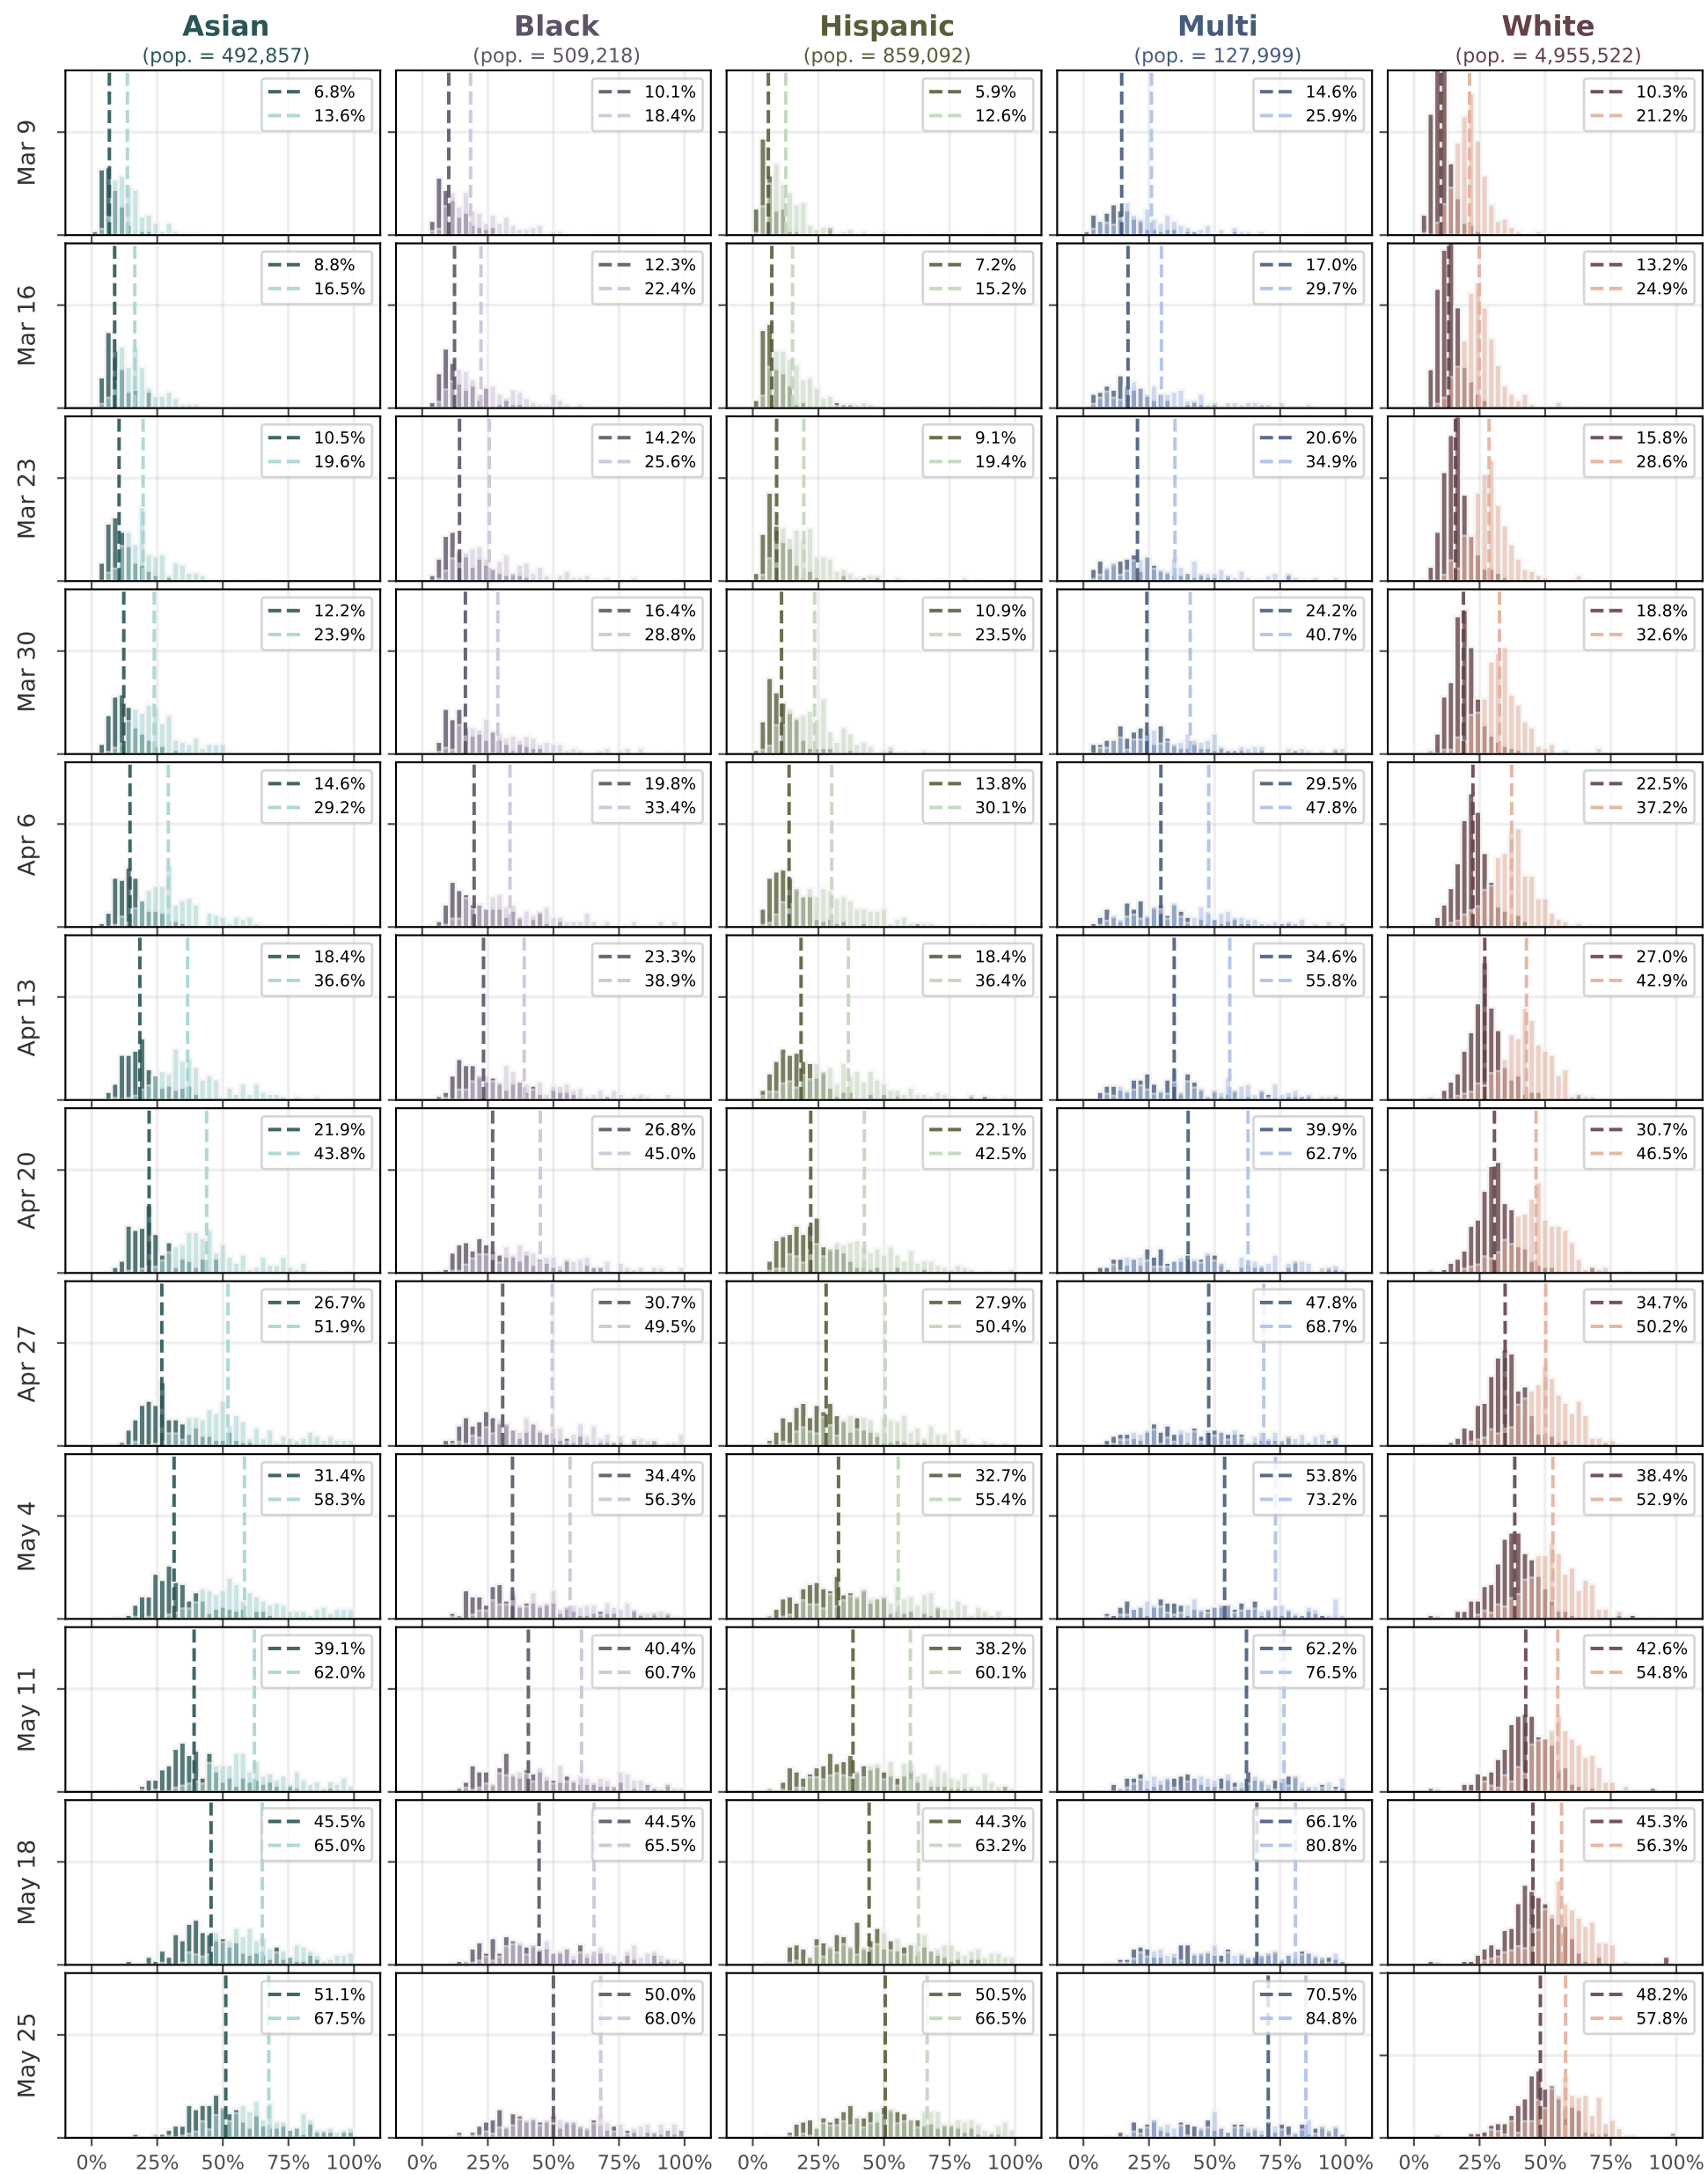 Asian Black Hispanic Multi White
(pop. = 492,857) (pop. = 509,218) (pop. = 859,092) (pop. = 127,999) (pop. = 4,955,522)
Mar 9
6.8% 10.1% 5.9% 14.6% 10.3%
13.6% 18.4% 12.6% 25.9% 21.2%
Mar 16
8.8% 12.3% 7.2% 17.0% 13.2%
16.5% 22.4% 15.2% 29.7% 24.9%
Mar 23
10.5% 14.2% 9.1% 20.6% 15.8%
19.6% 25.6% 19.4% 34.9% 28.6%
Mar 30
12.2% 16.4% 10.9% 24.2% 18.8%
23.9% 28.8% 23.5% 40.7% 32.6%
Apr 6
14.6% 19.8% 13.8% 29.5% 22.5%
29.2% 33.4% 30.1% 47.8% 37.2%
Apr 13
18.4% 23.3% 18.4% 34.6% 27.0%
36.6% 38.9% 36.4% 55.8% 42.9%
Apr 20
21.9% 26.8% 22.1% 39.9% 30.7%
43.8% 45.0% 42.5% 62.7% 46.5%
Apr 27
26.7% 30.7% 27.9% 47.8% 34.7%
51.9% 49.5% 50.4% 68.7% 50.2%
May 4
31.4% 34.4% 32.7% 53.8% 38.4%
58.3% 56.3% 55.4% 73.2% 52.9%
May 11
39.1% 40.4% 38.2% 62.2% 42.6%
62.0% 60.7% 60.1% 76.5% 54.8%
May 18
45.5% 44.5% 44.3% 66.1% 45.3%
65.0% 65.5% 63.2% 80.8% 56.3%
May 25
51.1% 50.0% 50.5% 70.5% 48.2%
67.5% 68.0% 66.5% 84.8% 57.8%
0% 25% 50% 75% 100% 0% 25% 50% 75% 100% 0% 25% 50% 75% 100% 0% 25% 50% 75% 100% 0% 25% 50% 75% 100%